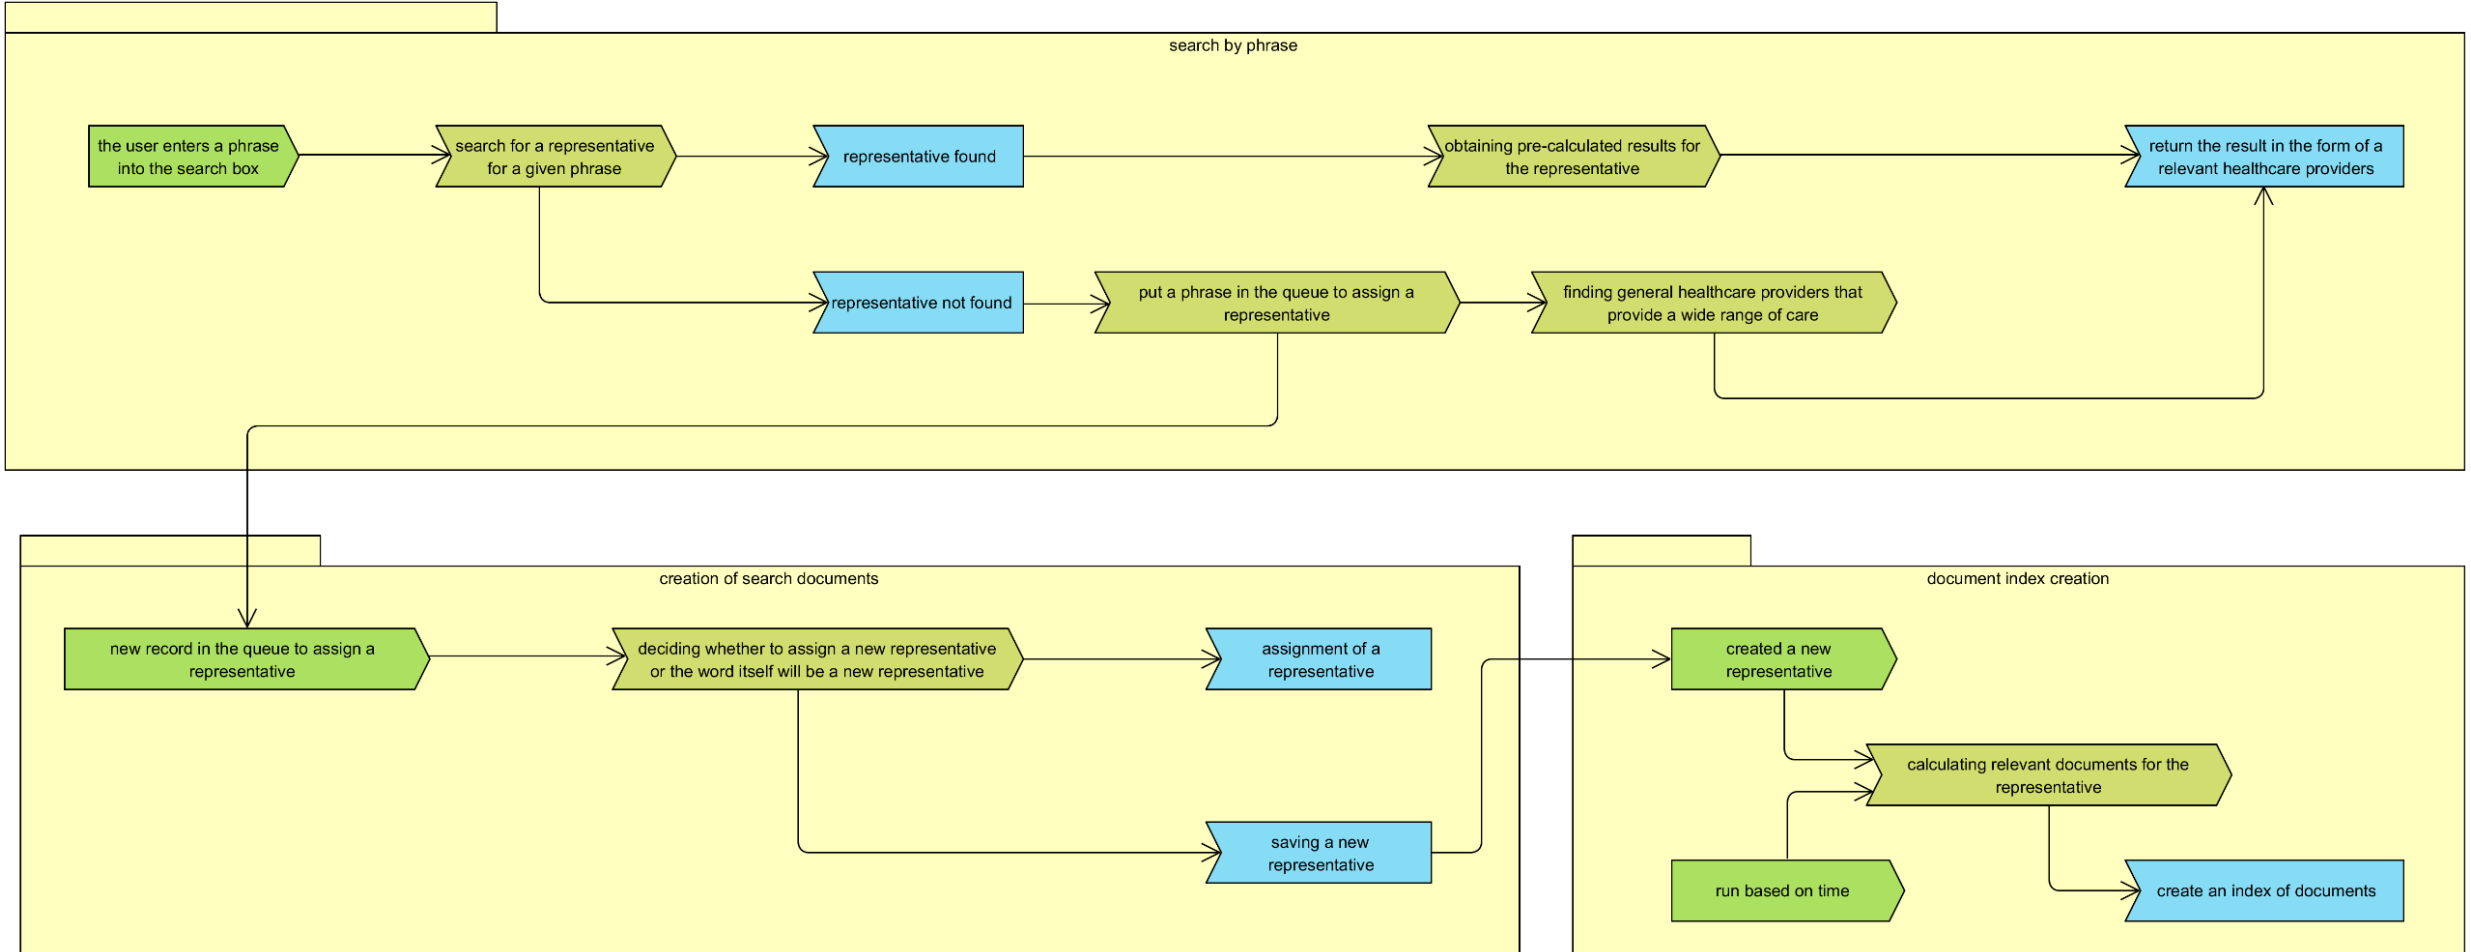 search by phrase
the user enters a phrase
into the search box
search for a representative
for a given phrase
representative found
obtaining pre-calculated results for
the representative
return the result in the form of a
relevant healthcare providers
representative not found
put a phrase in the queue to assign a
representative
finding general healthcare providers that
provide a wide range of care
creation of search documents
new record in the queue to assign a
representative
deciding whether to assign a new representative
or the word itself will be a new representative
assignment of a
representative
saving a new
representative
document index creation
created a new
representative
calculating relevant documents for the
representative
run based on time
create an index of documents